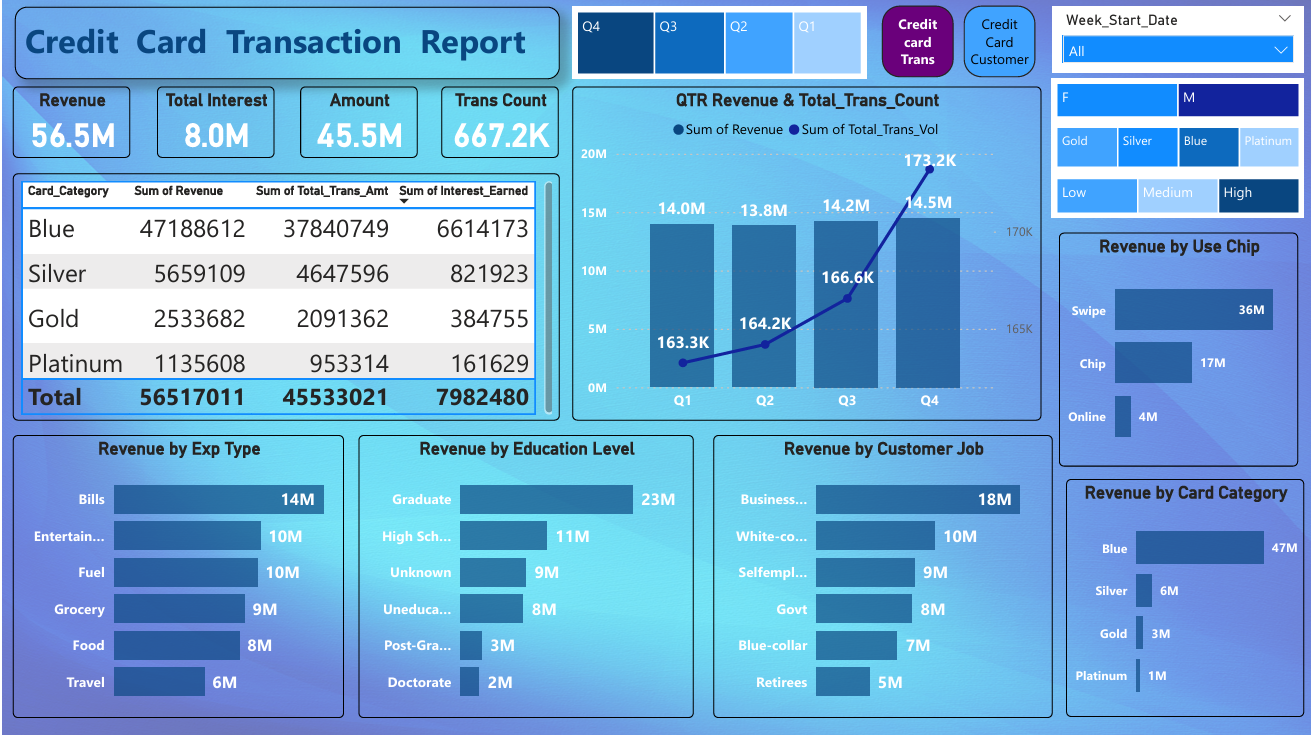 Credit Card Transaction Report
Q4
Q3
Q2
Q1
Credit
card
Trans
Credit
Card
Customer
Week_Start_Date
All
Revenue
56.5M
Total Interest
8.0M
Amount
45.5M
Trans Count
667.2K
F
M
Gold
Silver
Blue
Platinum
Low
Medium
High
Card_Category Sum of Revenue Sum of Total_Trans_Amt Sum of Interest_Earned
Blue 47188612 37840749 6614173
Silver 5659109 4647596 821923
Gold 2533682 2091362 384755
Platinum 1135608 953314 161629
Total 56517011 45533021 7982480
QTR Revenue & Total_Trans_Count
Sum of Revenue Sum of Total_Trans_Vol
20M
15M
10M
5M
0M
14.0M
13.8M
14.2M
14.5M
163.3K
164.2K
166.6K
173.2K
170K
165K
Q1
Q2
Q3
Q4
Revenue by Use Chip
Swipe 36M
Chip 17M
Online 4M
Revenue by Exp Type
Bills 14M
Entertain... 10M
Fuel 10M
Grocery 9M
Food 8M
Travel 6M
Revenue by Education Level
Graduate 23M
High Sch... 11M
Unknown 9M
Uneduca... 8M
Post-Gra... 3M
Doctorate 2M
Revenue by Customer Job
Business... 18M
White-co... 10M
Selfempl... 9M
Govt 8M
Blue-collar 7M
Retirees 5M
Revenue by Card Category
Blue 47M
Silver 6M
Gold 3M
Platinum 1M